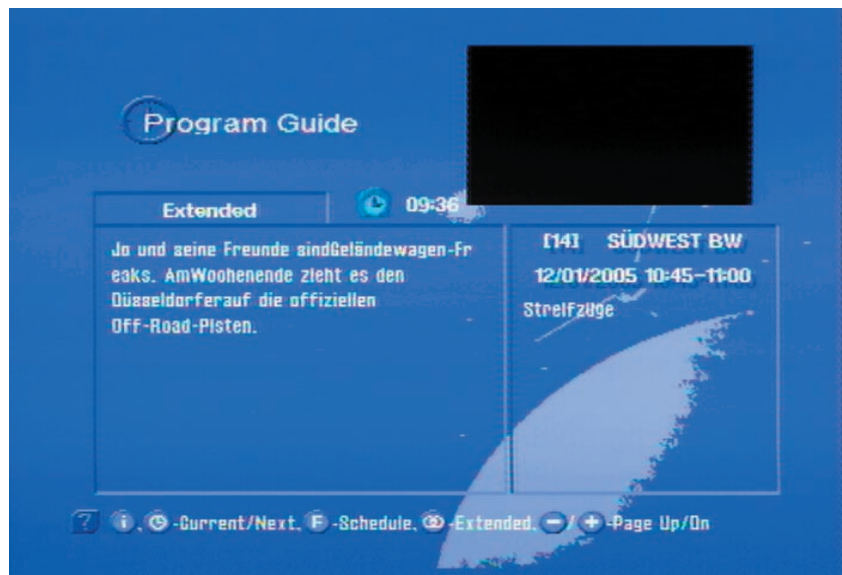 Program Guide
Extended
09:36
Jo und seine Freunde sindGeländewagen-Fr
eaks. AmWochenende zieht es den
Düsseldorferauf die offiziellen
Off-Road-Pisten.
[14] SÜDWEST BW
12/01/2005 10:45-11:00
Streifzüge
? i, -Current/Next, F -Schedule, -Extended, - / + -Page Up/Dn